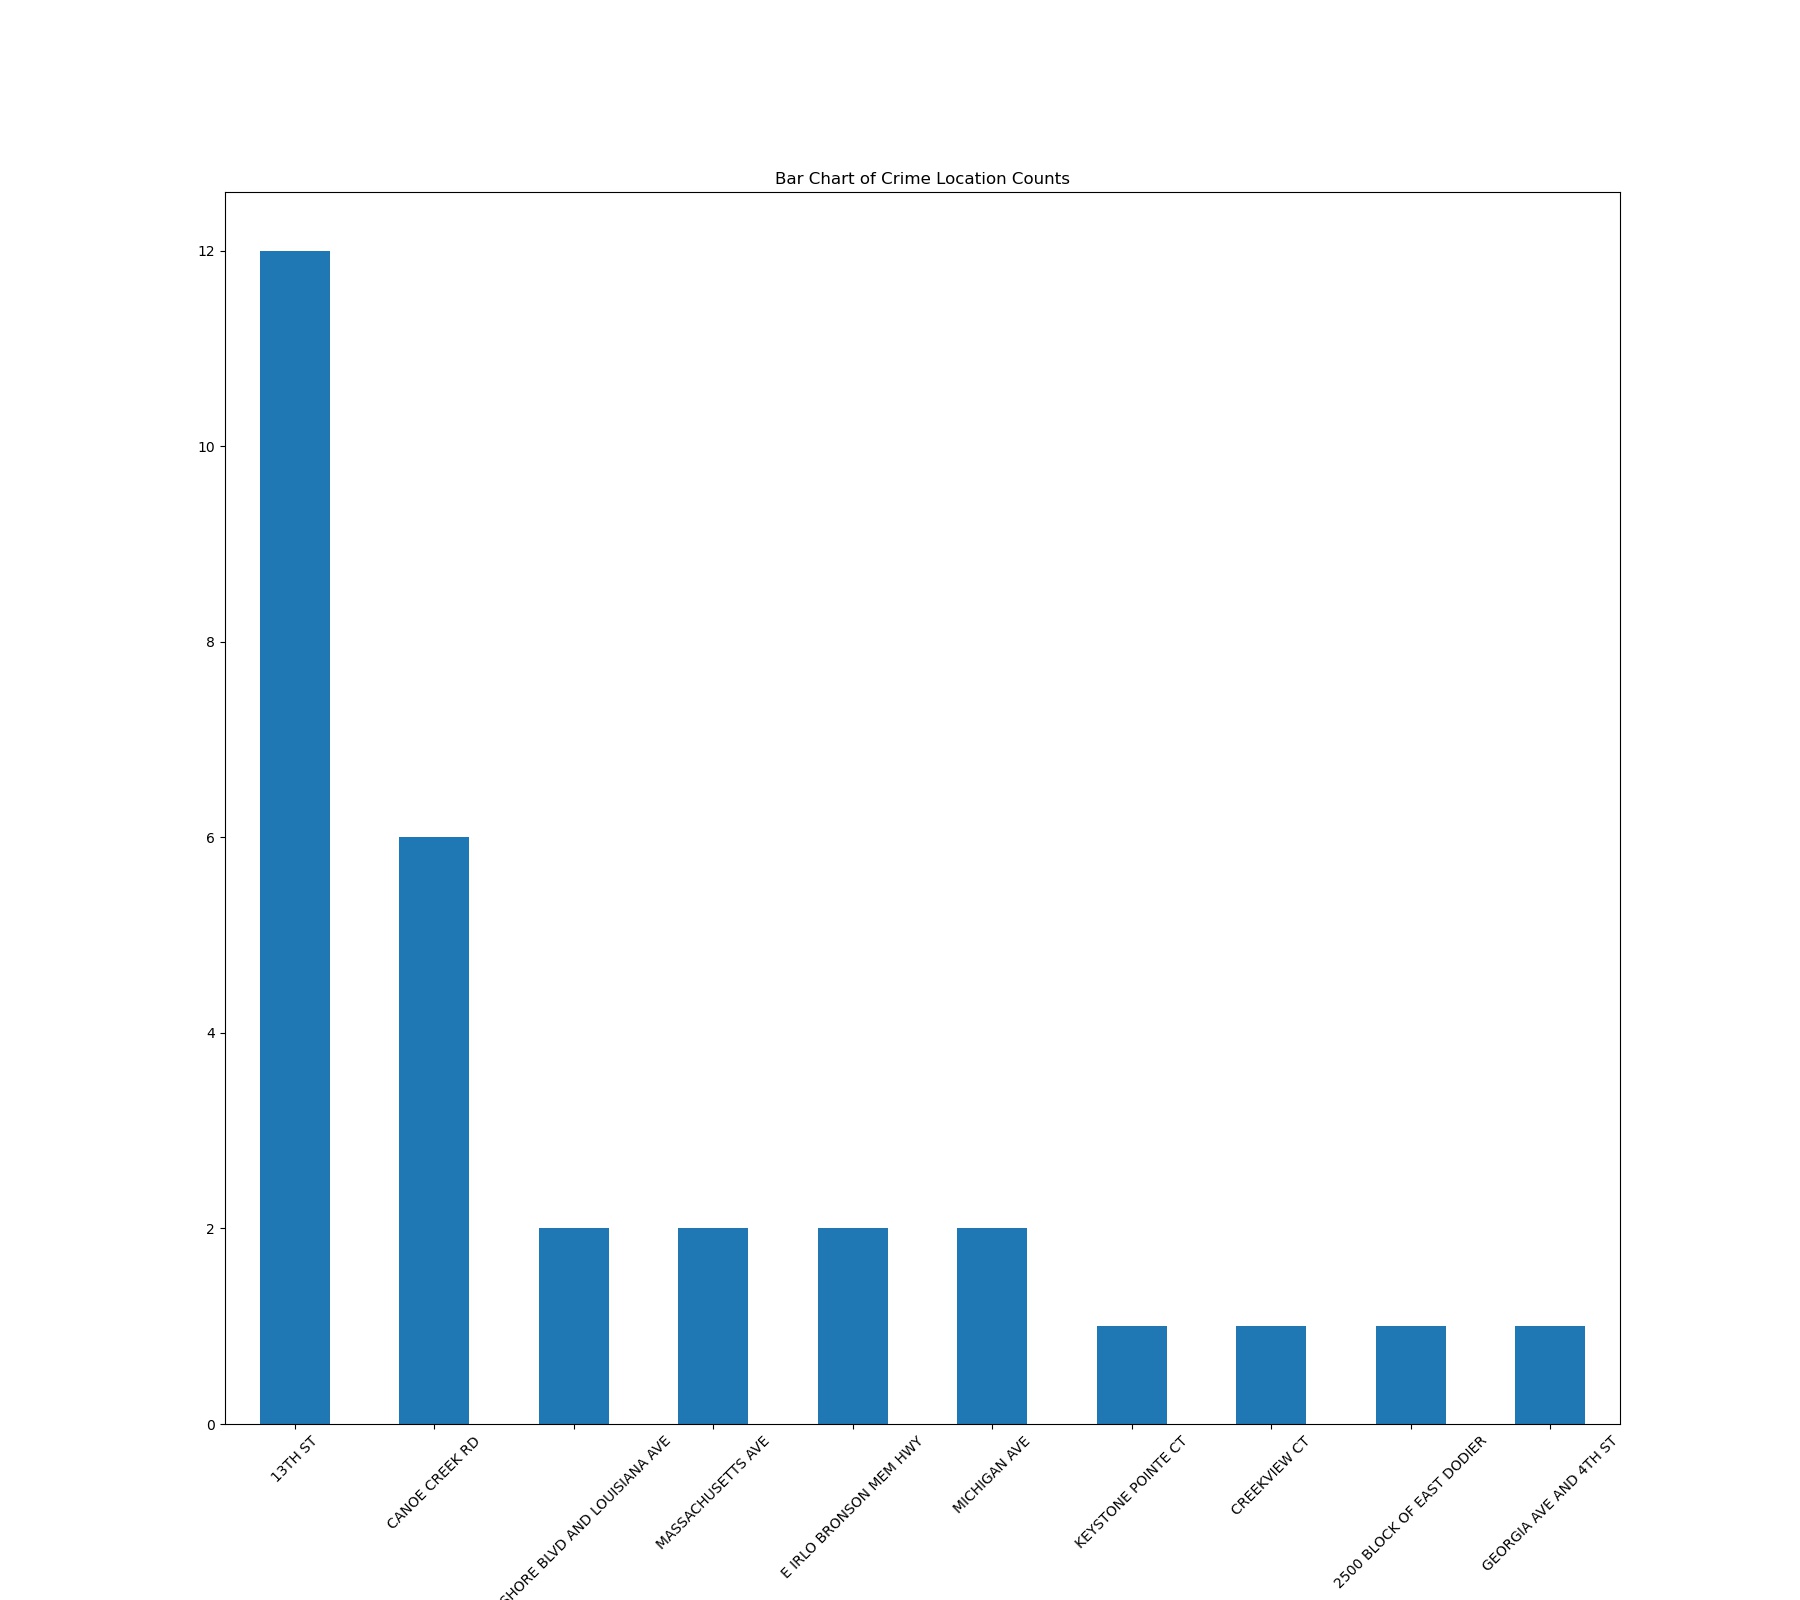 Bar Chart of Crime Location Counts
12
10
8
6
4
2
0
13TH ST
CANOE CREEK RD
SHORE BLVD AND LOUISIANA AVE
MASSACHUSETTS AVE
E IRLO BRONSON MEM HWY
MICHIGAN AVE
KEYSTONE POINTE CT
CREEKVIEW CT
2500 BLOCK OF EAST DODIER
GEORGIA AVE AND 4TH ST